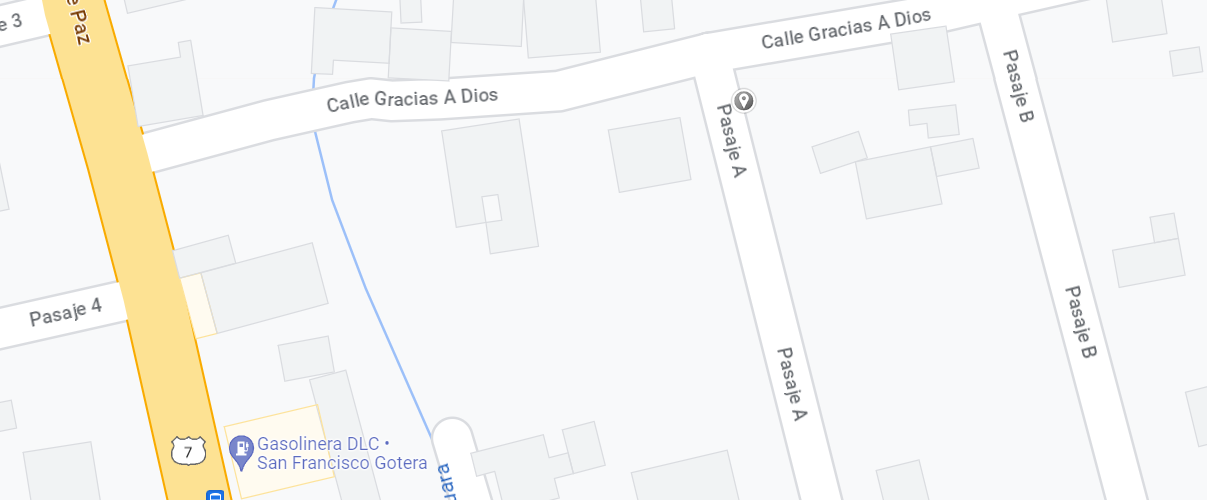 e 3
e Paz
Calle Gracias A Dios
Calle Gracias A Dios
Pasaje B
Pasaje A
Pasaje 4
Pasaje B
Pasaje A
7
Gasolinera DLC •
San Francisco Gotera
uara